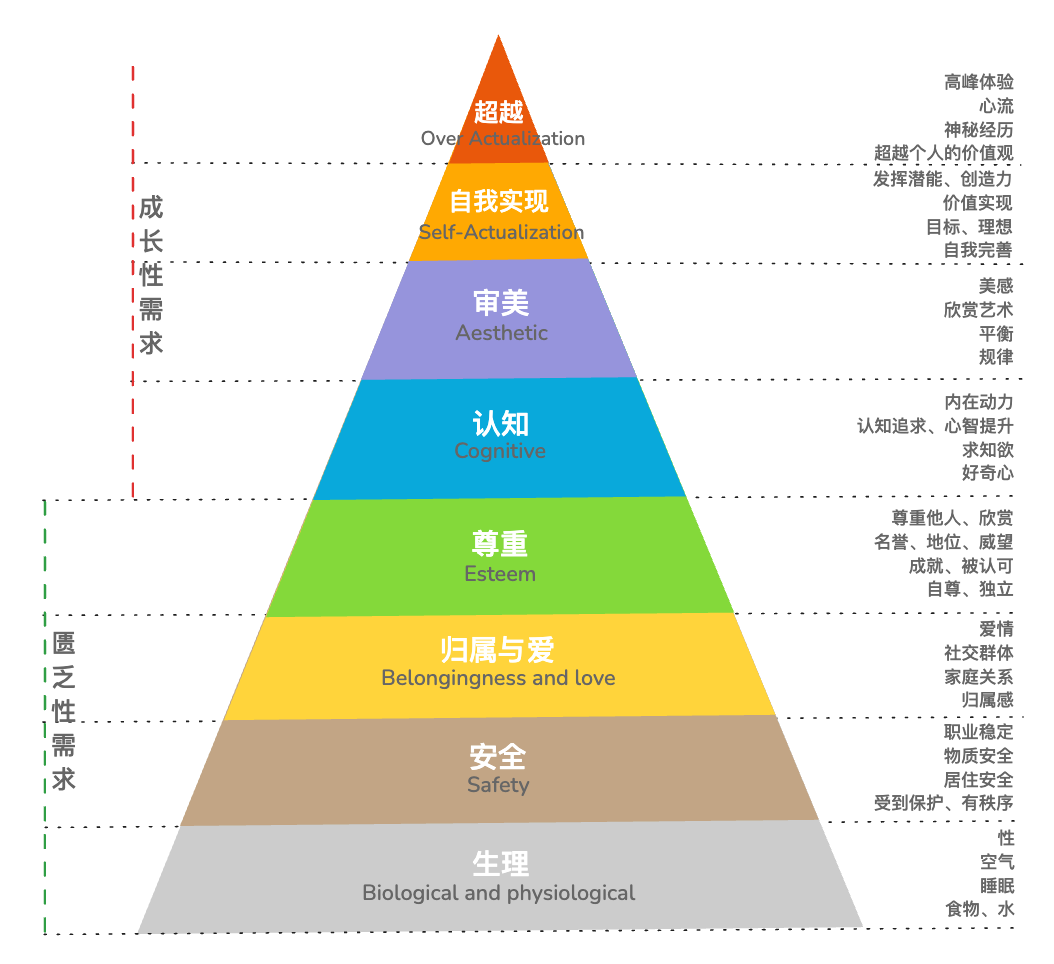 超越
Over Actualization
高峰体验
心流
神秘经历
超越个人的价值观
成长性需求
自我实现
Self-Actualization
发挥潜能、创造力
价值实现
目标、理想
自我完善
审美
Aesthetic
美感
欣赏艺术
平衡
规律
认知
Cognitive
内在动力
认知追求、心智提升
求知欲
好奇心
尊重
Esteem
尊重他人、欣赏
名誉、地位、威望
成就、被认可
自尊、独立
匮乏性需求
归属与爱
Belongingness and love
爱情
社交群体
家庭关系
归属感
安全
Safety
职业稳定
物质安全
居住安全
受到保护、有秩序
生理
Biological and physiological
性
空气
睡眠
食物、水